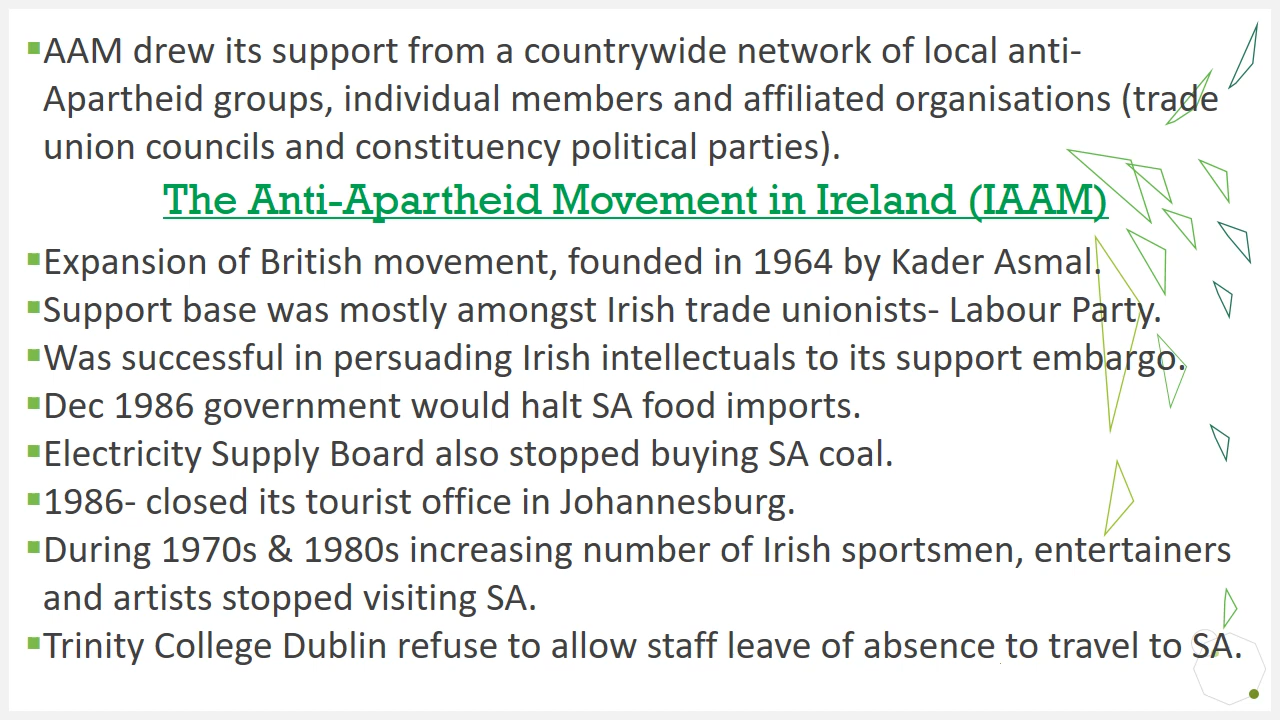 ▪AAM drew its support from a countrywide network of local anti-
Apartheid groups, individual members and affiliated organisations (trade
union councils and constituency political parties).
The Anti-Apartheid Movement in Ireland (IAAM)
▪Expansion of British movement, founded in 1964 by Kader Asmal.
▪Support base was mostly amongst Irish trade unionists- Labour Party.
▪Was successful in persuading Irish intellectuals to its support embargo.
▪Dec 1986 government would halt SA food imports.
▪Electricity Supply Board also stopped buying SA coal.
▪1986- closed its tourist office in Johannesburg.
▪During 1970s & 1980s increasing number of Irish sportsmen, entertainers
and artists stopped visiting SA.
▪Trinity College Dublin refuse to allow staff leave of absence to travel to SA.